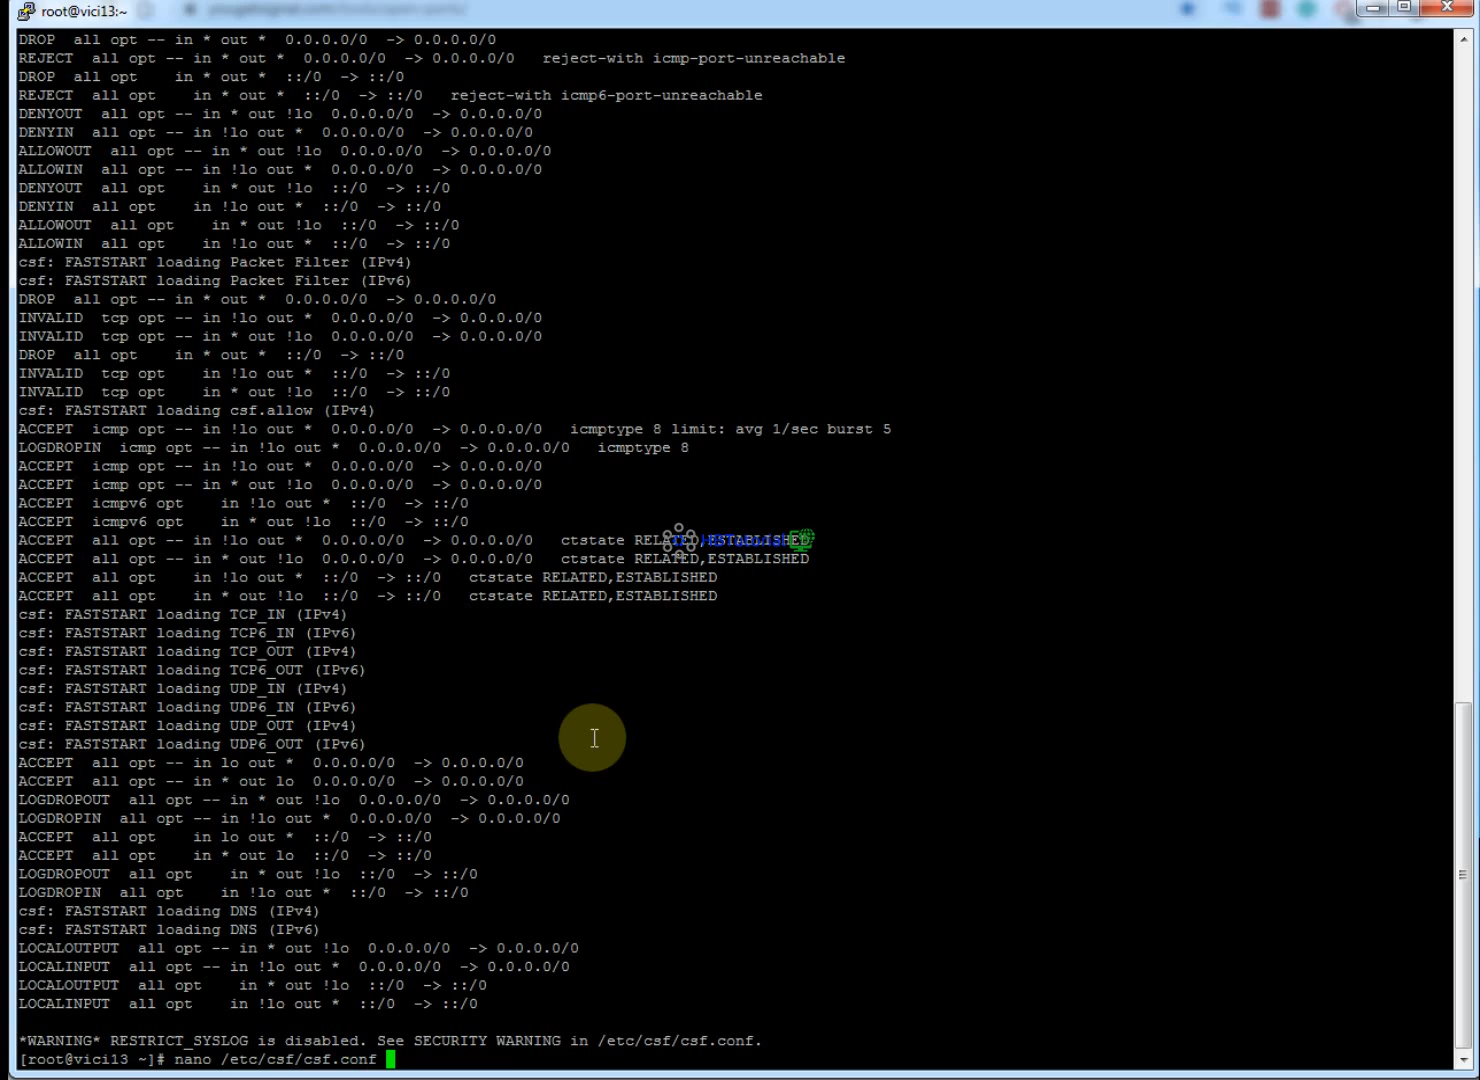 root@vici13:~
DROP  all opt -- in * out *  0.0.0.0/0  -> 0.0.0.0/0
REJECT  all opt -- in * out *  0.0.0.0/0  -> 0.0.0.0/0   reject-with icmp-port-unreachable
DROP  all opt    in * out *  ::/0  -> ::/0
REJECT  all opt    in * out *  ::/0  -> ::/0   reject-with icmp6-port-unreachable
DENYOUT  all opt -- in * out !lo  0.0.0.0/0  -> 0.0.0.0/0
DENYIN  all opt -- in !lo out *  0.0.0.0/0  -> 0.0.0.0/0
ALLOWOUT  all opt -- in * out !lo  0.0.0.0/0  -> 0.0.0.0/0
ALLOWIN  all opt -- in !lo out *  0.0.0.0/0  -> 0.0.0.0/0
DENYOUT  all opt    in * out !lo  ::/0  -> ::/0
DENYIN  all opt    in !lo out *  ::/0  -> ::/0
ALLOWOUT  all opt    in * out !lo  ::/0  -> ::/0
ALLOWIN  all opt    in !lo out *  ::/0  -> ::/0
csf: FASTSTART loading Packet Filter (IPv4)
csf: FASTSTART loading Packet Filter (IPv6)
DROP  all opt -- in * out *  0.0.0.0/0  -> 0.0.0.0/0
INVALID  tcp opt -- in !lo out *  0.0.0.0/0  -> 0.0.0.0/0
INVALID  tcp opt -- in * out !lo  0.0.0.0/0  -> 0.0.0.0/0
DROP  all opt    in * out *  ::/0  -> ::/0
INVALID  tcp opt    in !lo out *  ::/0  -> ::/0
INVALID  tcp opt    in * out !lo  ::/0  -> ::/0
csf: FASTSTART loading csf.allow (IPv4)
ACCEPT  icmp opt -- in !lo out *  0.0.0.0/0  -> 0.0.0.0/0   icmptype 8 limit: avg 1/sec burst 5
LOGDROPIN  icmp opt -- in !lo out *  0.0.0.0/0  -> 0.0.0.0/0   icmptype 8
ACCEPT  icmp opt -- in !lo out *  0.0.0.0/0  -> 0.0.0.0/0
ACCEPT  icmp opt -- in * out !lo  0.0.0.0/0  -> 0.0.0.0/0
ACCEPT  icmpv6 opt    in !lo out *  ::/0  -> ::/0
ACCEPT  icmpv6 opt    in * out !lo  ::/0  -> ::/0
ACCEPT  all opt -- in !lo out *  0.0.0.0/0  -> 0.0.0.0/0   ctstate RELATED,ESTABLISHED
ACCEPT  all opt -- in * out !lo  0.0.0.0/0  -> 0.0.0.0/0   ctstate RELATED,ESTABLISHED
ACCEPT  all opt    in !lo out *  ::/0  -> ::/0   ctstate RELATED,ESTABLISHED
ACCEPT  all opt    in * out !lo  ::/0  -> ::/0   ctstate RELATED,ESTABLISHED
csf: FASTSTART loading TCP_IN (IPv4)
csf: FASTSTART loading TCP6_IN (IPv6)
csf: FASTSTART loading TCP_OUT (IPv4)
csf: FASTSTART loading TCP6_OUT (IPv6)
csf: FASTSTART loading UDP_IN (IPv4)
csf: FASTSTART loading UDP6_IN (IPv6)
csf: FASTSTART loading UDP_OUT (IPv4)
csf: FASTSTART loading UDP6_OUT (IPv6)
ACCEPT  all opt -- in lo out *  0.0.0.0/0  -> 0.0.0.0/0
ACCEPT  all opt -- in * out lo  0.0.0.0/0  -> 0.0.0.0/0
LOGDROPOUT  all opt -- in * out !lo  0.0.0.0/0  -> 0.0.0.0/0
LOGDROPIN  all opt -- in !lo out *  0.0.0.0/0  -> 0.0.0.0/0
ACCEPT  all opt    in lo out *  ::/0  -> ::/0
ACCEPT  all opt    in * out lo  ::/0  -> ::/0
LOGDROPOUT  all opt    in * out !lo  ::/0  -> ::/0
LOGDROPIN  all opt    in !lo out *  ::/0  -> ::/0
csf: FASTSTART loading DNS (IPv4)
csf: FASTSTART loading DNS (IPv6)
LOCALOUTPUT  all opt -- in * out !lo  0.0.0.0/0  -> 0.0.0.0/0
LOCALINPUT  all opt -- in !lo out *  0.0.0.0/0  -> 0.0.0.0/0
LOCALOUTPUT  all opt    in * out !lo  ::/0  -> ::/0
LOCALINPUT  all opt    in !lo out *  ::/0  -> ::/0
*WARNING* RESTRICT_SYSLOG is disabled. See SECURITY WARNING in /etc/csf/csf.conf.
[root@vici13 ~]# nano /etc/csf/csf.conf